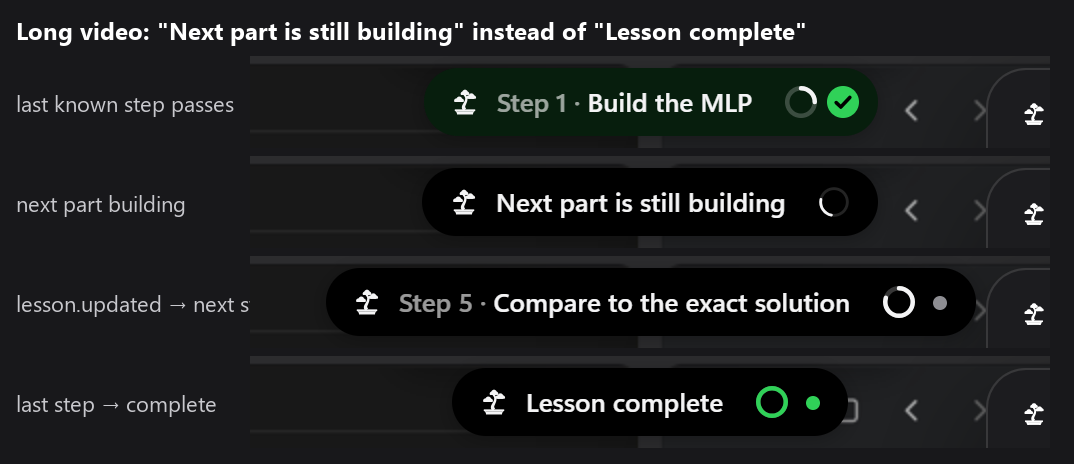 Long video: "Next part is still building" instead of "Lesson complete"
last known step passes
Step 1 · Build the MLP
next part building
Next part is still building
lesson.updated → next s
Step 5 · Compare to the exact solution
last step → complete
Lesson complete